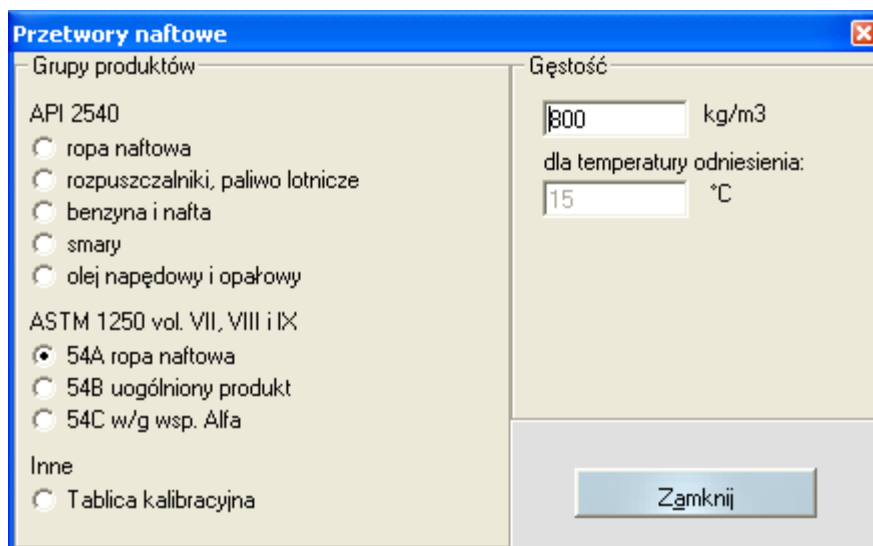 Przetwory naftowe
Grupy produktów
API 2540
ropa naftowa
rozpuszczalniki, paliwo lotnicze
benzyna i nafta
smary
olej napędowy i opałowy
ASTM 1250 vol. VII, VIII i IX
54A ropa naftowa
54B uogólniony produkt
54C w/g wsp. Alfa
Inne
Tablica kalibracyjna
Gęstość
800 kg/m3
dla temperatury odniesienia:
15 °C
Zamknij